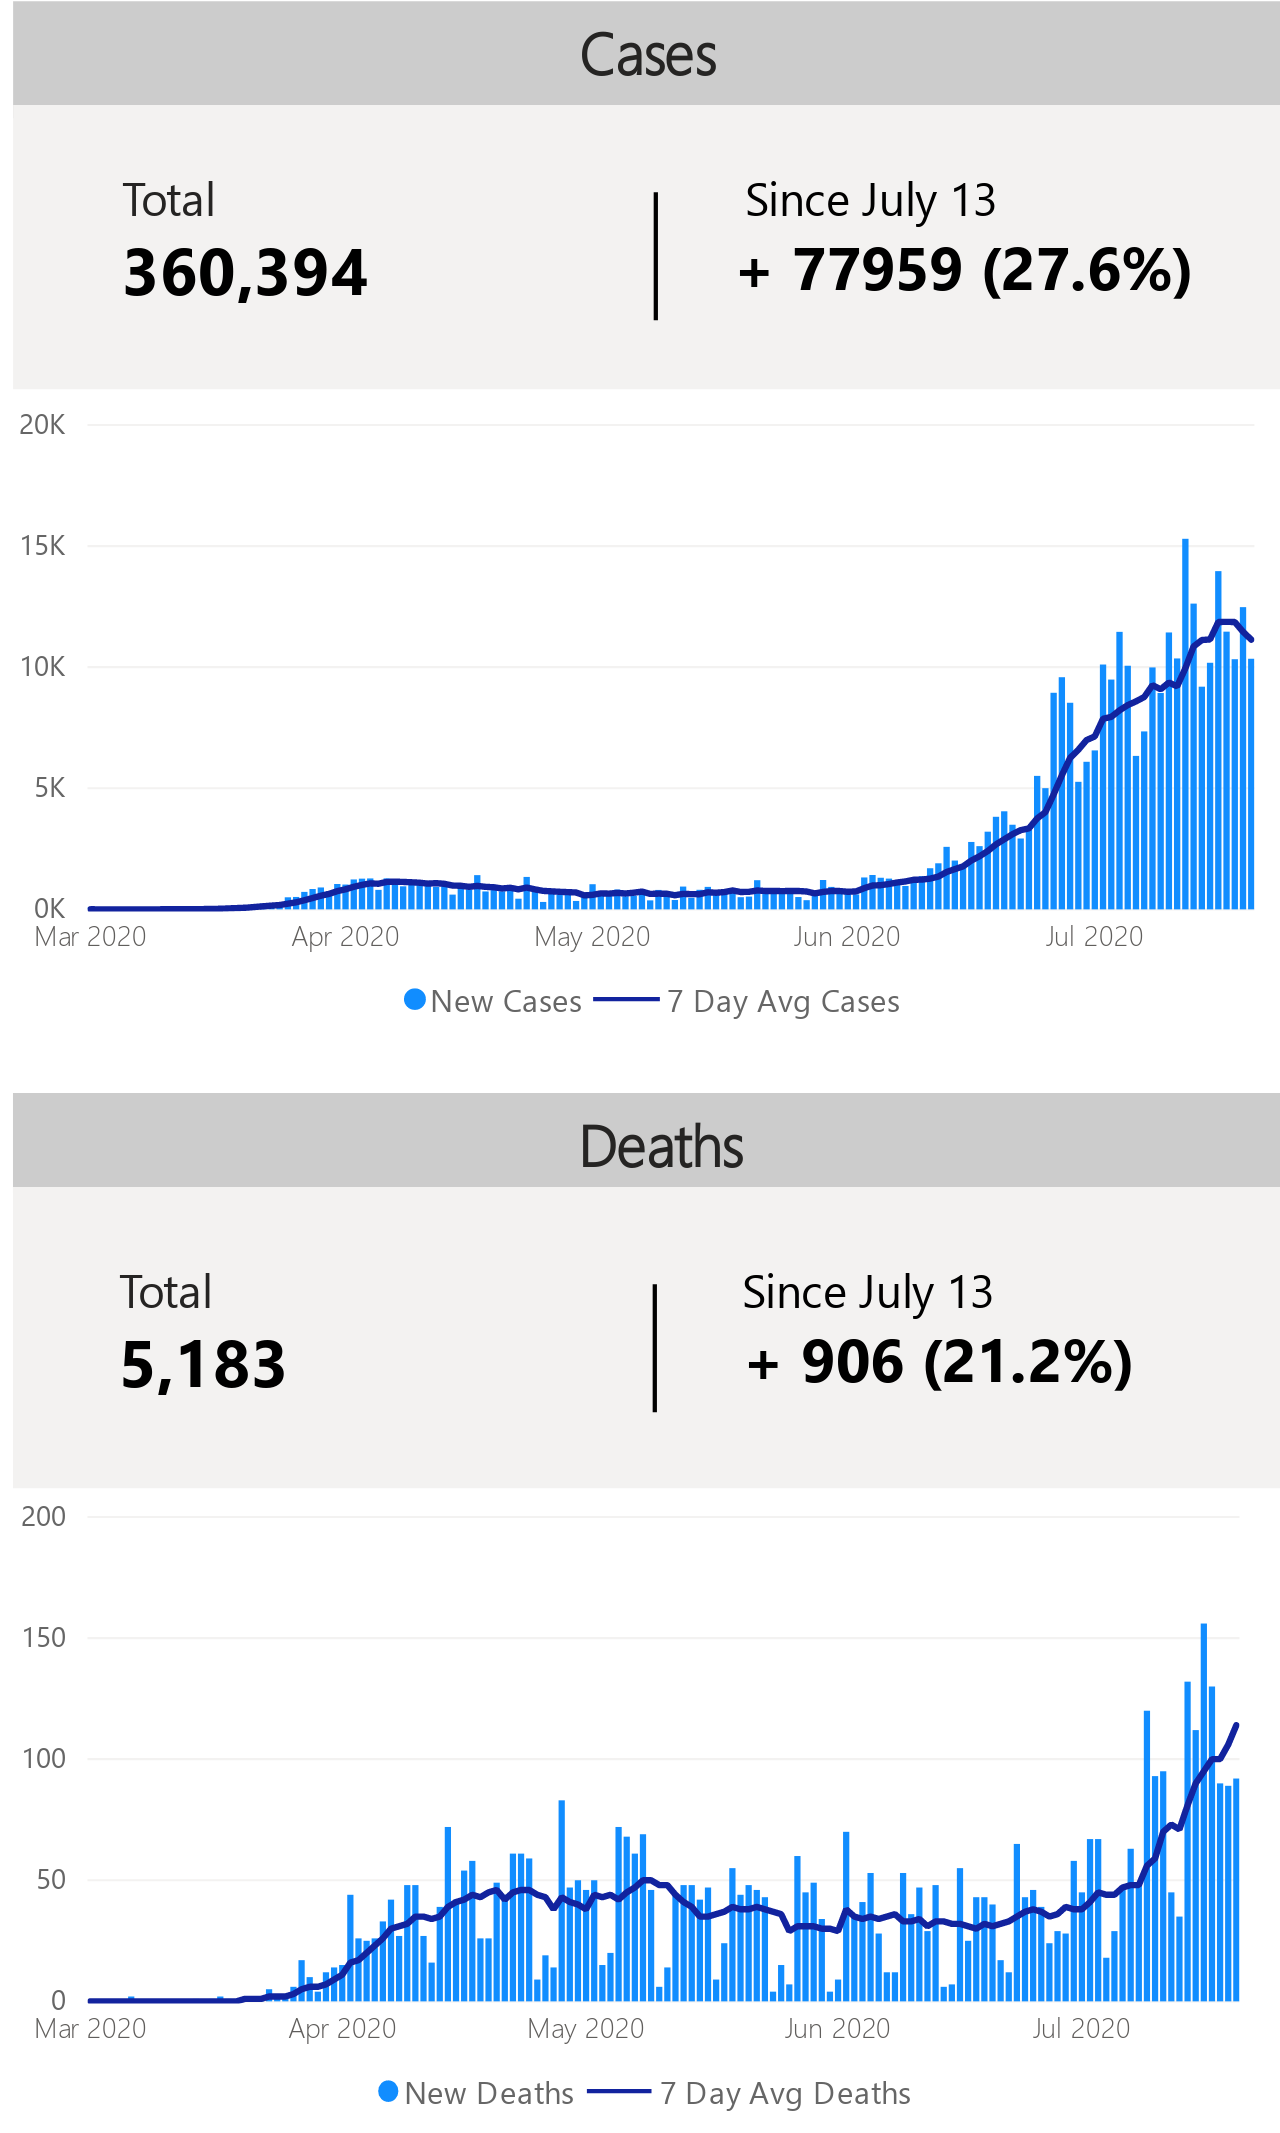 Cases
Total
Since July 13
360,394
+ 77959 (27.6%)
20K
15K
10K
5K
0K
Mar 2020 Apr 2020 May 2020 Jun 2020 Jul 2020
New Cases 7 Day Avg Cases
Deaths
Total
Since July 13
5,183
+ 906 (21.2%)
200
150
100
50
0
Mar 2020 Apr 2020 May 2020 Jun 2020 Jul 2020
New Deaths 7 Day Avg Deaths